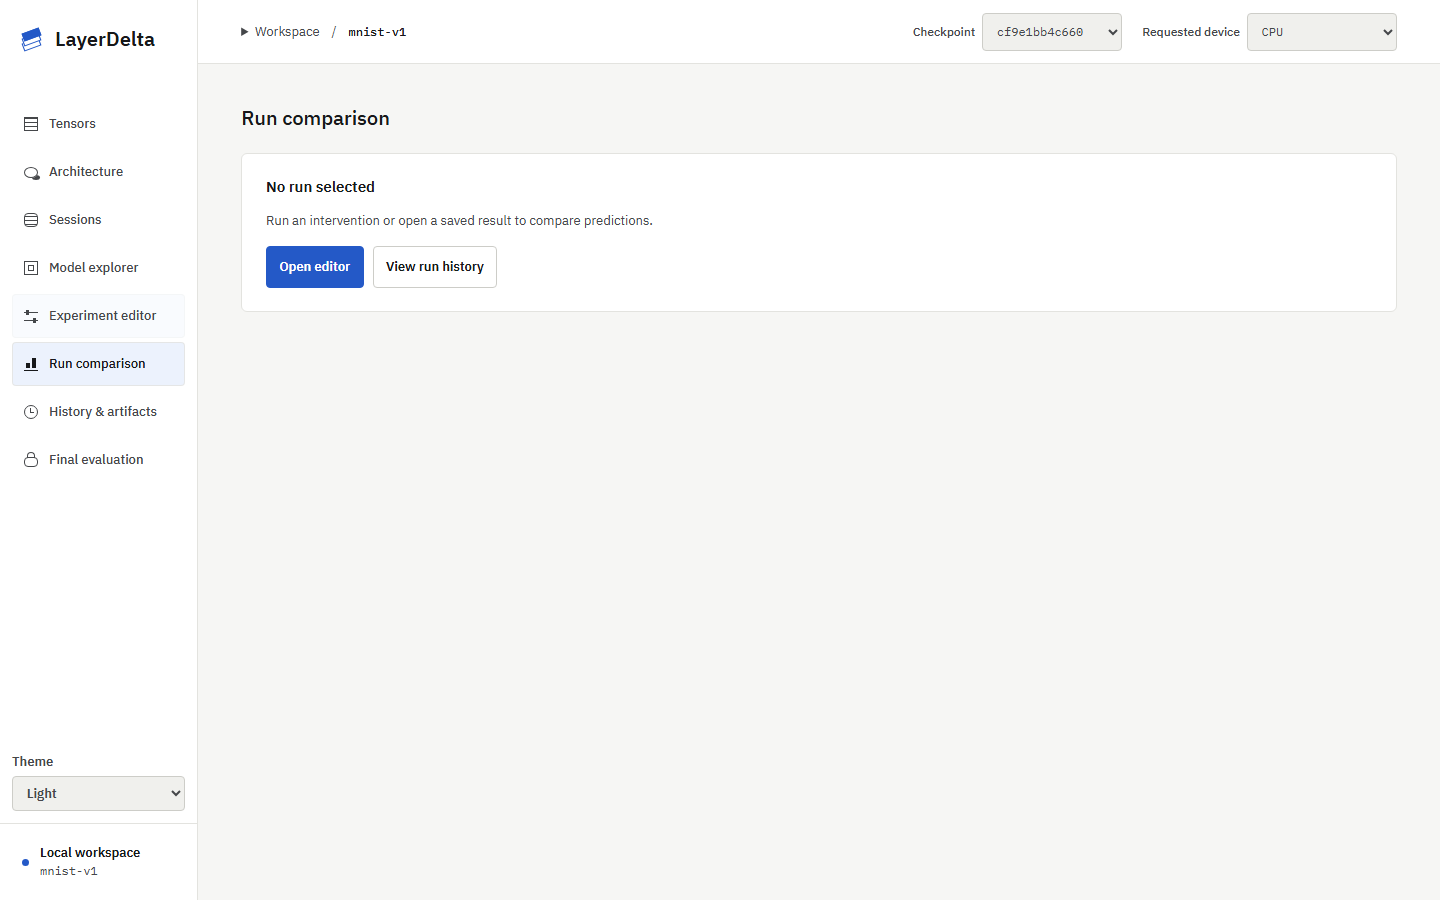 LayerDelta
Workspace / mnist-v1
Checkpoint cf9e1bb4c660 Requested device CPU
Tensors
Architecture
Sessions
Model explorer
Experiment editor
Run comparison
History & artifacts
Final evaluation
Theme
Light
Local workspace
mnist-v1
Run comparison
No run selected
Run an intervention or open a saved result to compare predictions.
Open editor View run history